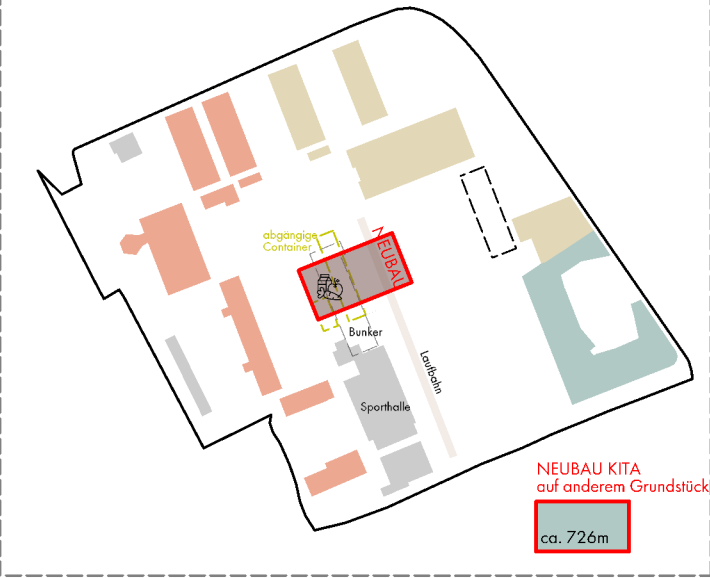 abgängige
Container
NEUBAU
Bunker
Laufbahn
Sporthalle
NEUBAU KITA
auf anderem Grundstück
ca. 726m